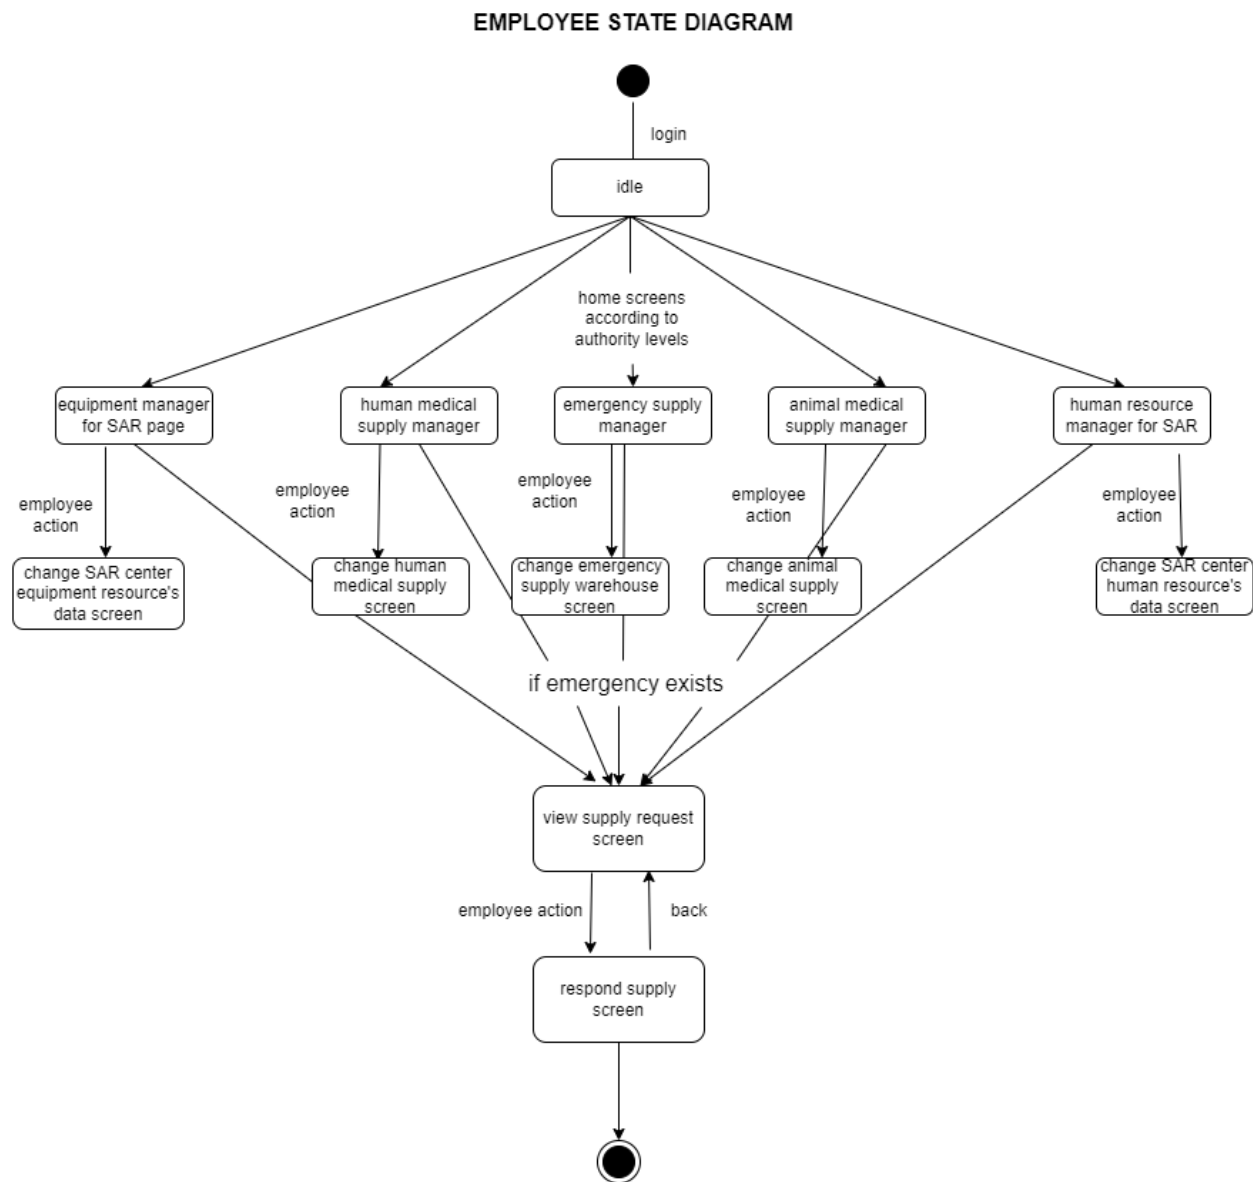 EMPLOYEE STATE DIAGRAM
login
idle
home screens
according to
authority levels
equipment manager
for SAR page
human medical
supply manager
emergency supply
manager
animal medical
supply manager
human resource
manager for SAR
employee
action
employee
action
employee
action
employee
action
employee
action
change SAR center
equipment resource's
data screen
change human
medical supply
screen
change emergency
supply warehouse
screen
change animal
medical supply
screen
change SAR center
human resource's
data screen
if emergency exists
view supply request
screen
employee action
back
respond supply
screen